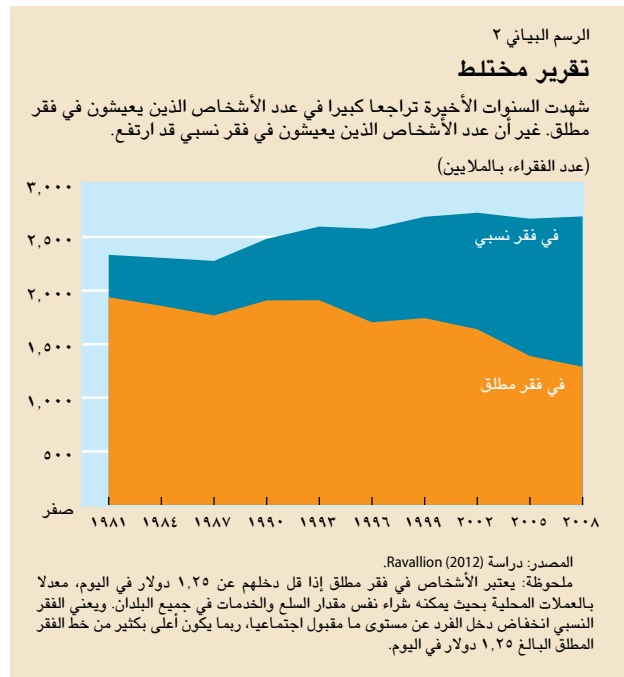 الرسم البياني ٢
تقرير مختلط
شهدت السنوات الأخيرة تراجعا كبيرا في عدد الأشخاص الذين يعيشون في فقر
مطلق. غير أن عدد الأشخاص الذين يعيشون في فقر نسبي قد ارتفع.
(عدد الفقراء، بالملايين)
٣,٠٠٠
٢,٥٠٠
في فقر نسبي
٢,٠٠٠
١,٥٠٠
في فقر مطلق
١,٠٠٠
٥٠٠
صفر
١٩٨١ ١٩٨٤ ١٩٨٧ ١٩٩٠ ١٩٩٣ ١٩٩٦ ١٩٩٩ ٢٠٠٢ ٢٠٠٥ ٢٠٠٨
المصدر: دراسة Ravallion (2012).
ملحوظة: يعتبر الأشخاص في فقر مطلق إذا قل دخلهم عن ١,٢٥ دولار في اليوم، معدلا
بالعملات المحلية بحيث يمكنه شراء نفس مقدار السلع والخدمات في جميع البلدان. ويعني الفقر
النسبي انخفاض دخل الفرد عن مستوى ما مقبول اجتماعيا، ربما يكون أعلى بكثير من خط الفقر
المطلق البالغ ١,٢٥ دولار في اليوم.